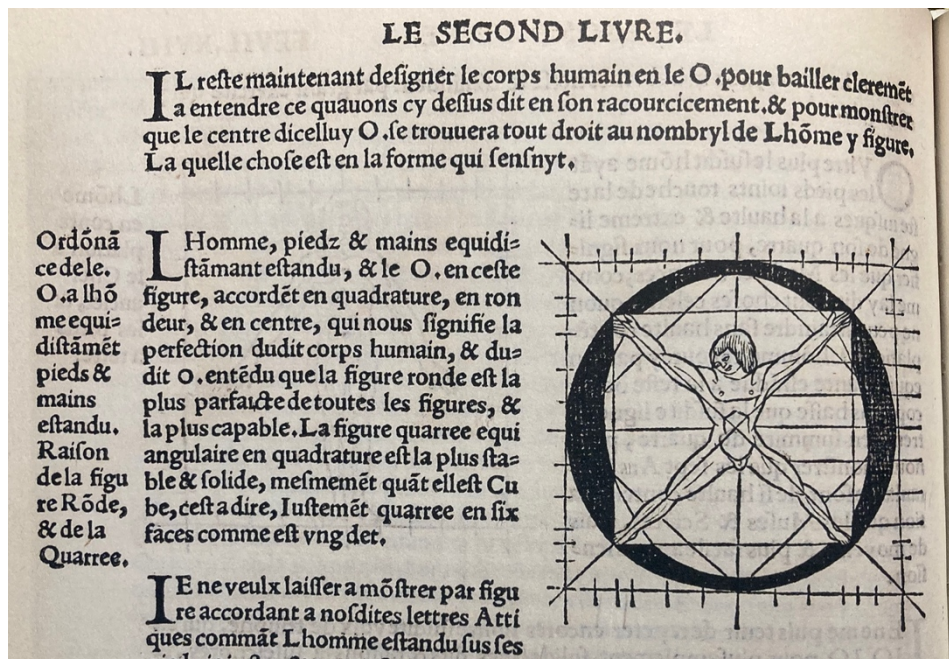 LE SEGOND LIVRE.
IL reſte maintenant deſigner le corps humain en le O.pour bailler cleremẽt
a entendre ce quauons cy deſſus dit en ſon racourcicement.& pour monſtrer
que le centre dicelluy O.ſe trouuera tout droit au nombryl de Lhõme y figure,
La quelle choſe eſt en la forme qui ſenſnyt.
Ordõnã
ce de le.
O.a lhõ
me equi-
diſtãmẽt
pieds &
mains
eſtandu.
Raiſon
de la figu
re Rõde,
& de la
Quarree.
L Homme, piedz & mains equidi-
ſtãmant eſtandu, & le O.en ceſte
figure, accordẽt en quadrature, en ron
deur, & en centre, qui nous ſignifie la
perfection dudit corps humain, & du-
dit O.entẽdu que la figure ronde eſt la
plus parfaicte de toutes les figures, &
la plus capable.La figure quarree equi
angulaire en quadrature eſt la plus ſta-
ble & ſolide, meſmemẽt quãt elleſt Cu
be,ceſt a dire, Iuſtemẽt quarree en ſix
faces comme eſt vng det.
IE ne veulx laiſſer a mõſtrer par figu
re accordant a noſdites lettres Atti
ques commãt Lhomme eſtandu ſus ſes